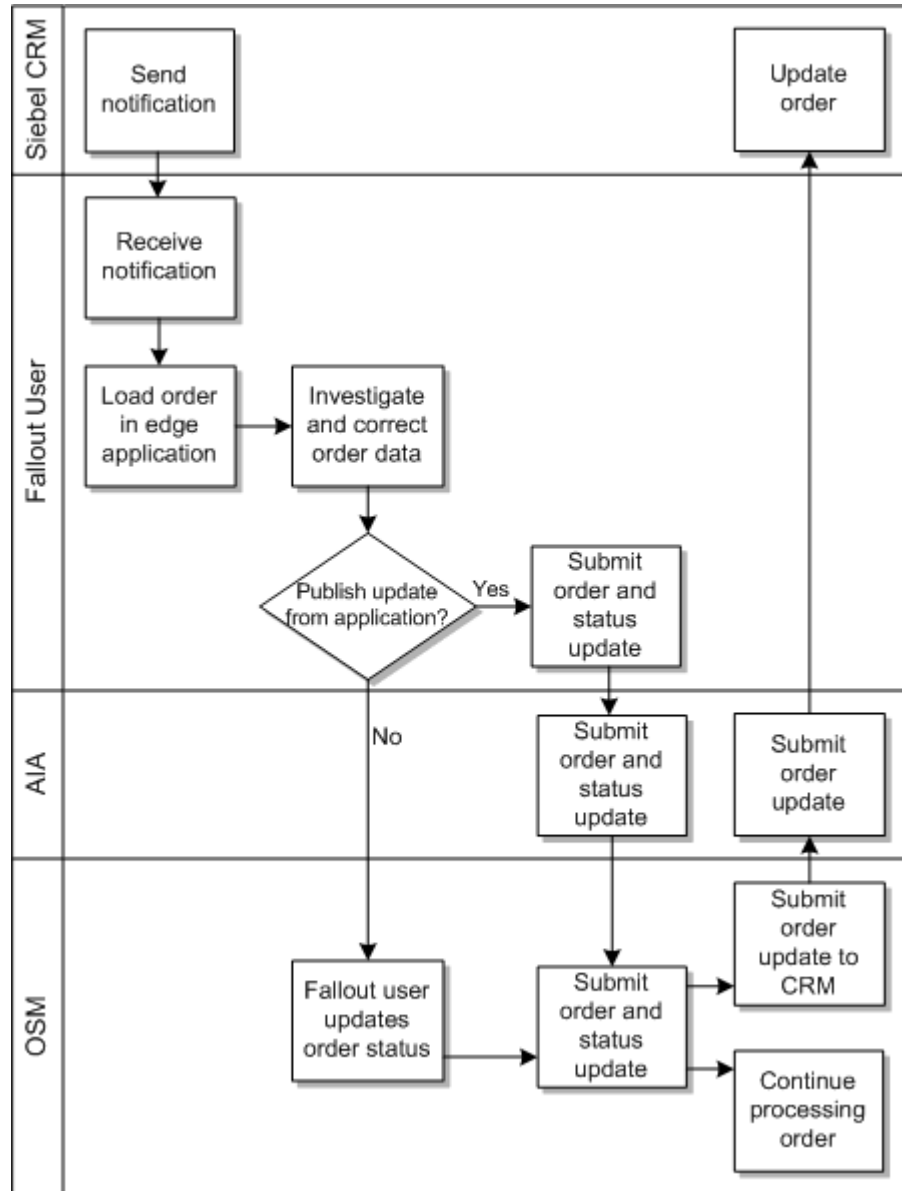 Siebel CRM
Send
notification
Update
order
Fallout User
Receive
notification
Load order
in edge
application
Investigate
and correct
order data
Publish update
from application?
Yes
Submit
order and
status
update
No
AIA
Submit
order and
status
update
Submit
order
update
OSM
Fallout user
updates
order status
Submit
order and
status
update
Submit
order
update to
CRM
Continue
processing
order